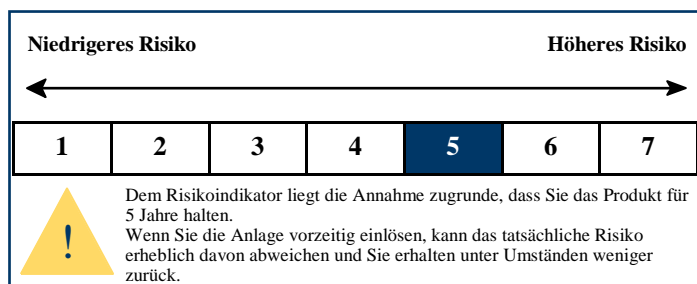 Niedrigeres Risiko Höheres Risiko
1 2 3 4 5 6 7
! Dem Risikoindikator liegt die Annahme zugrunde, dass Sie das Produkt für
5 Jahre halten.
Wenn Sie die Anlage vorzeitig einlösen, kann das tatsächliche Risiko
erheblich davon abweichen und Sie erhalten unter Umständen weniger
zurück.